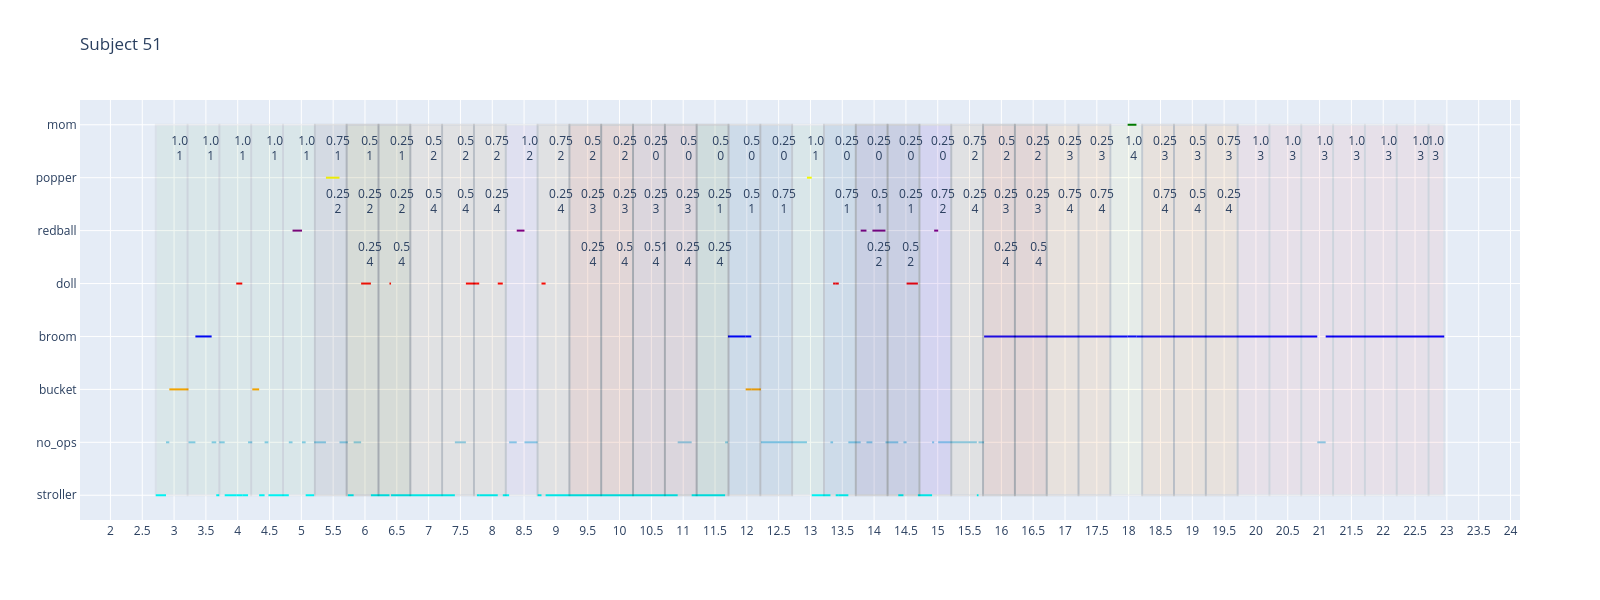 Subject 51
mom
1.0 1.0 1.0 1.0 1.0 0.75 0.5 0.25 0.5 0.5 0.75 1.0 0.75 0.5 0.25 0.25 0.25 0.5 0.5 0.25 1.0 0.25 0.25 0.25 0.25 0.75 0.5 0.25 0.25 0.25 1.0 0.25 0.5 0.75 1.0 1.0 1.0 1.0 1.0 1.0 1.0
1 1 1 1 1 1 1 1 2 2 2 2 2 2 2 0 0 0 0 0 1 0 0 0 0 2 2 2 3 3 4 3 3 3 3 3 3 3 3 3 3
popper
0.25 0.25 0.25 0.5 0.5 0.25 0.25 0.25 0.25 0.25 0.25 0.25 0.5 0.75 0.75 0.5 0.25 0.75 0.25 0.25 0.25 0.75 0.75 0.75 0.5 0.25
2 2 2 4 4 4 4 3 3 3 3 1 1 1 1 1 1 2 4 3 3 4 4 4 4 4
redball
0.25 0.5 0.25 0.5 0.51 0.25 0.25 0.25 0.5 0.25 0.5
4 4 4 4 4 4 4 2 2 4 4
doll
broom
bucket
no_ops
stroller
2 2.5 3 3.5 4 4.5 5 5.5 6 6.5 7 7.5 8 8.5 9 9.5 10 10.5 11 11.5 12 12.5 13 13.5 14 14.5 15 15.5 16 16.5 17 17.5 18 18.5 19 19.5 20 20.5 21 21.5 22 22.5 23 23.5 24